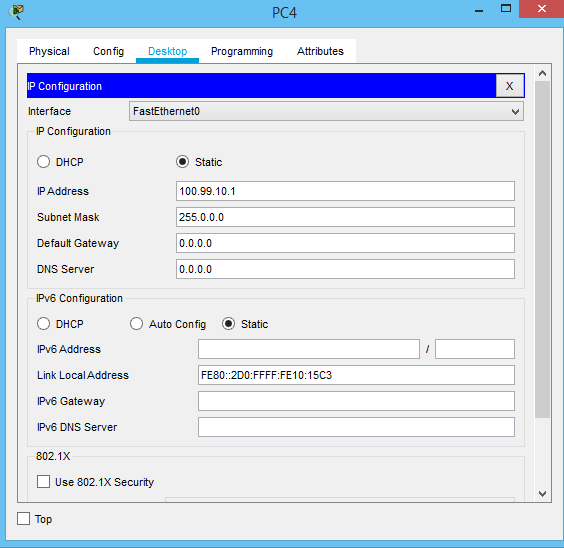 PC4
Physical Config Desktop Programming Attributes
IP Configuration X
Interface FastEthernet0
IP Configuration
DHCP Static
IP Address 100.99.10.1
Subnet Mask 255.0.0.0
Default Gateway 0.0.0.0
DNS Server 0.0.0.0
IPv6 Configuration
DHCP Auto Config Static
IPv6 Address /
Link Local Address FE80::2D0:FFFF:FE10:15C3
IPv6 Gateway
IPv6 DNS Server
802.1X
Use 802.1X Security
Top